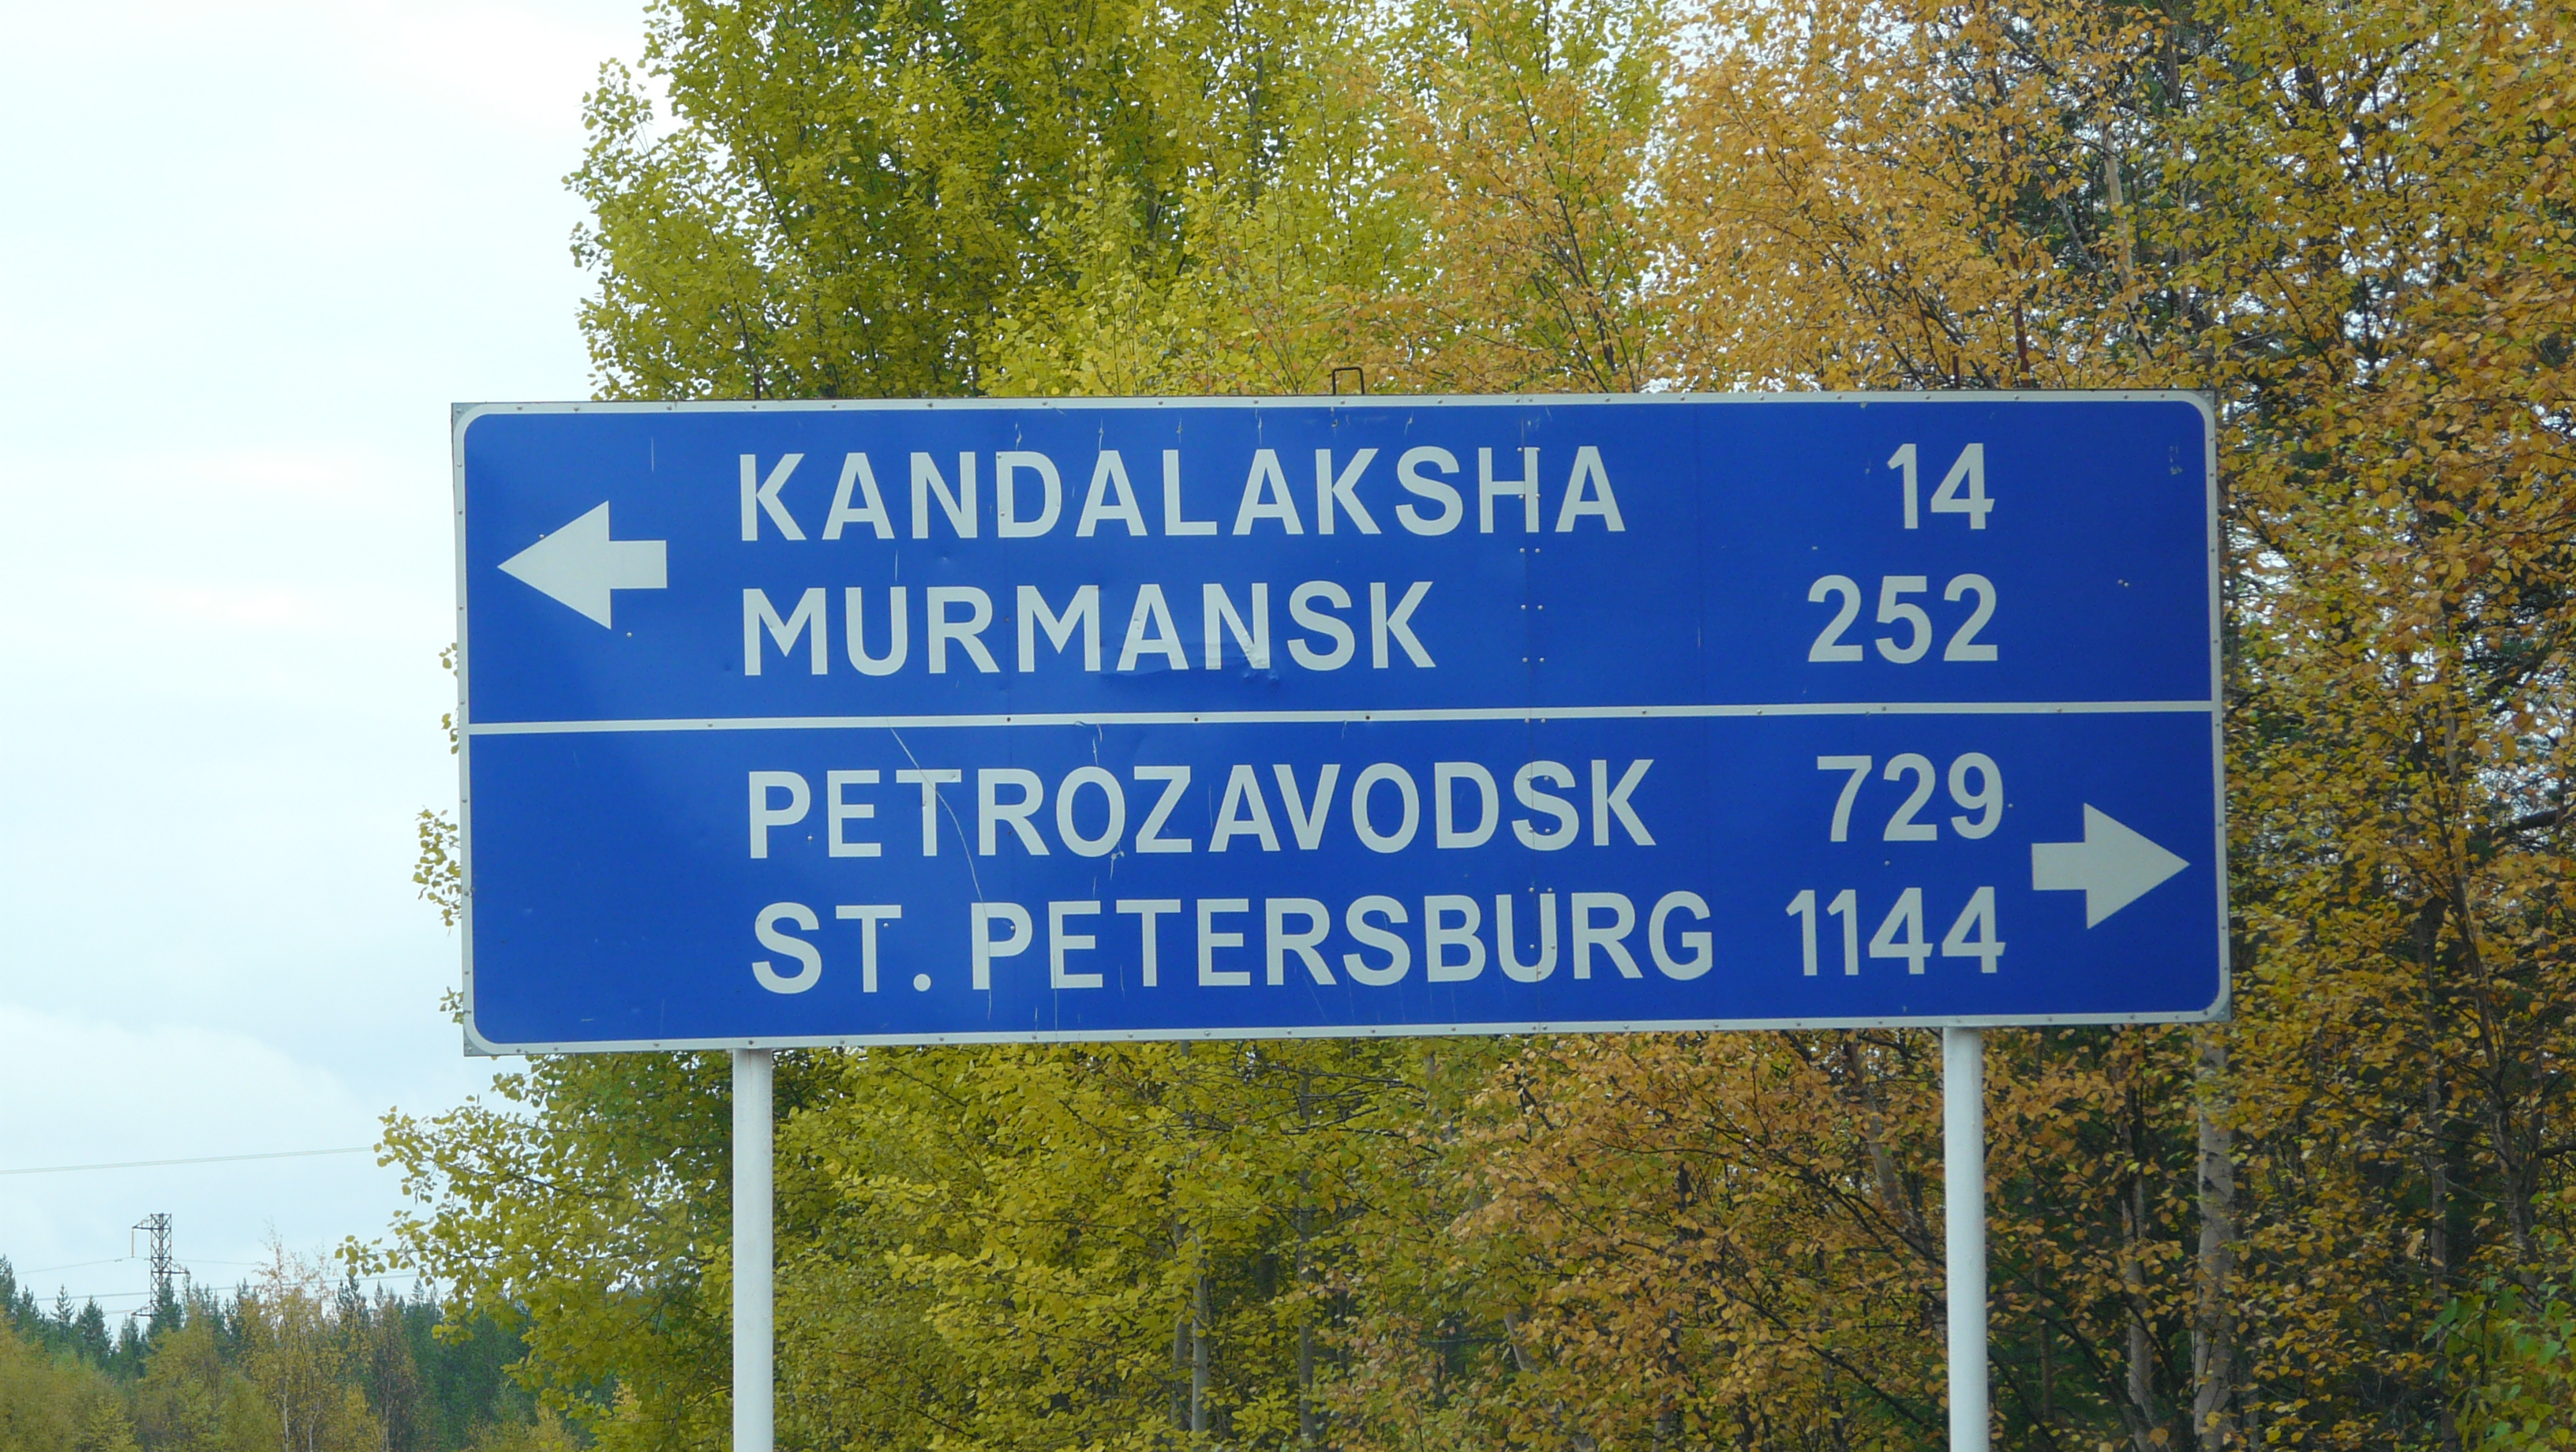 KANDALAKSHA 14
MURMANSK 252
PETROZAVODSK 729
ST. PETERSBURG 1144